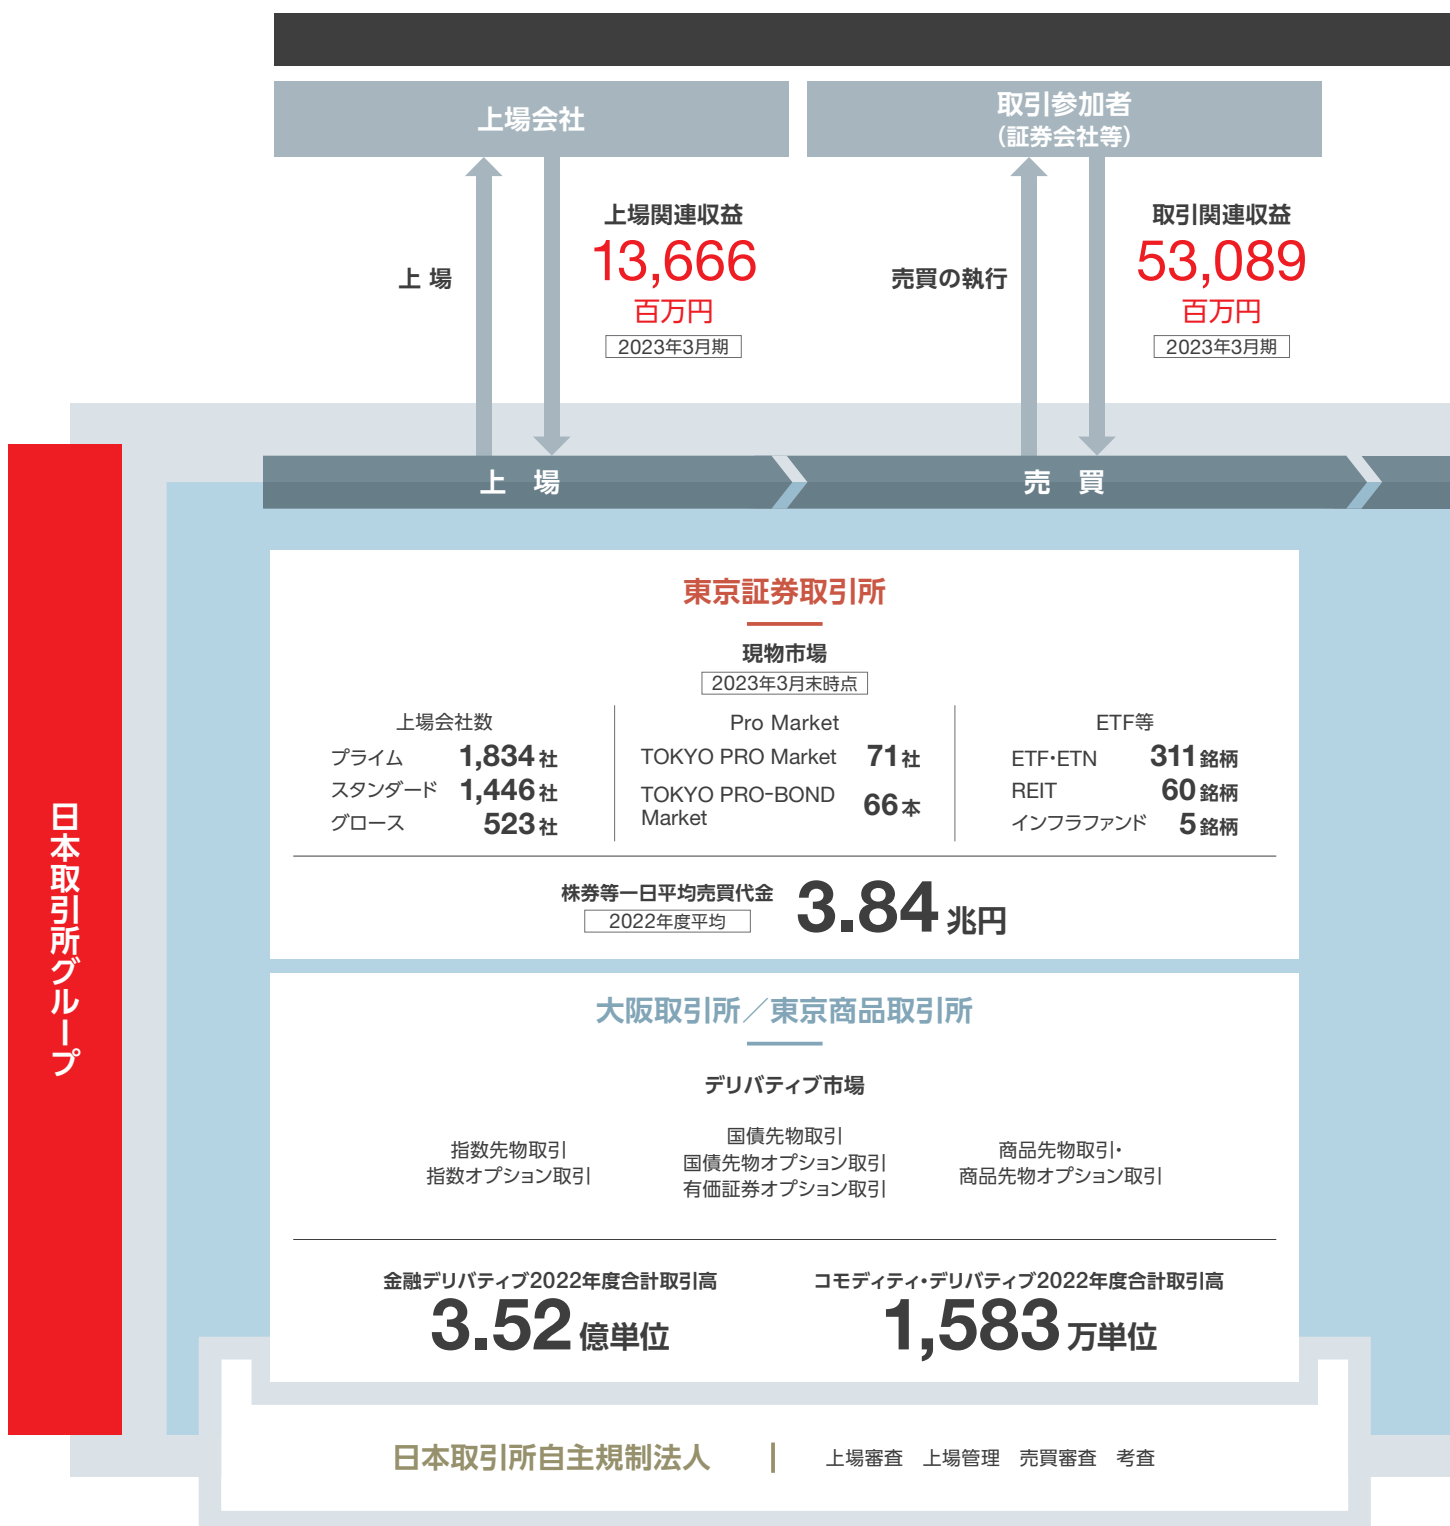 上場会社
取引参加者
（証券会社等）
上場関連収益
13,666
百万円
2023年3月期
上 場
取引関連収益
53,089
百万円
2023年3月期
売買の執行
上 場
売 買
日本取引所グループ
東京証券取引所
現物市場
2023年3月末時点
上場会社数
プライム 1,834社
スタンダード 1,446社
グロース 523社
Pro Market
TOKYO PRO Market 71社
TOKYO PRO-BOND
Market 66本
ETF等
ETF・ETN 311銘柄
REIT 60銘柄
インフラファンド 5銘柄
株券等一日平均売買代金
2022年度平均
3.84兆円
大阪取引所／東京商品取引所
デリバティブ市場
指数先物取引
指数オプション取引
国債先物取引
国債先物オプション取引
有価証券オプション取引
商品先物取引・
商品先物オプション取引
金融デリバティブ2022年度合計取引高
3.52億単位
コモディティ・デリバティブ2022年度合計取引高
1,583万単位
日本取引所自主規制法人
上場審査 上場管理 売買審査 考査